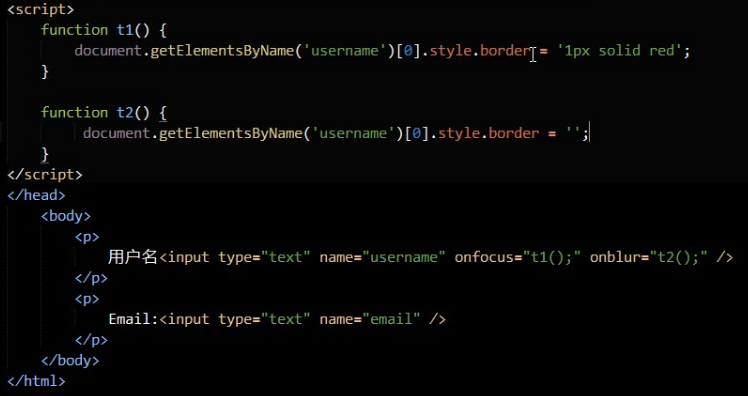 <script>
function t1() {
document.getElementsByName('username')[0].style.border = '1px solid red';
}
function t2() {
document.getElementsByName('username')[0].style.border = '';
}
</script>
</head>
<body>
<p>
用户名<input type="text" name="username" onfocus="t1();" onblur="t2();" />
</p>
<p>
Email:<input type="text" name="email" />
</p>
</body>
</html>